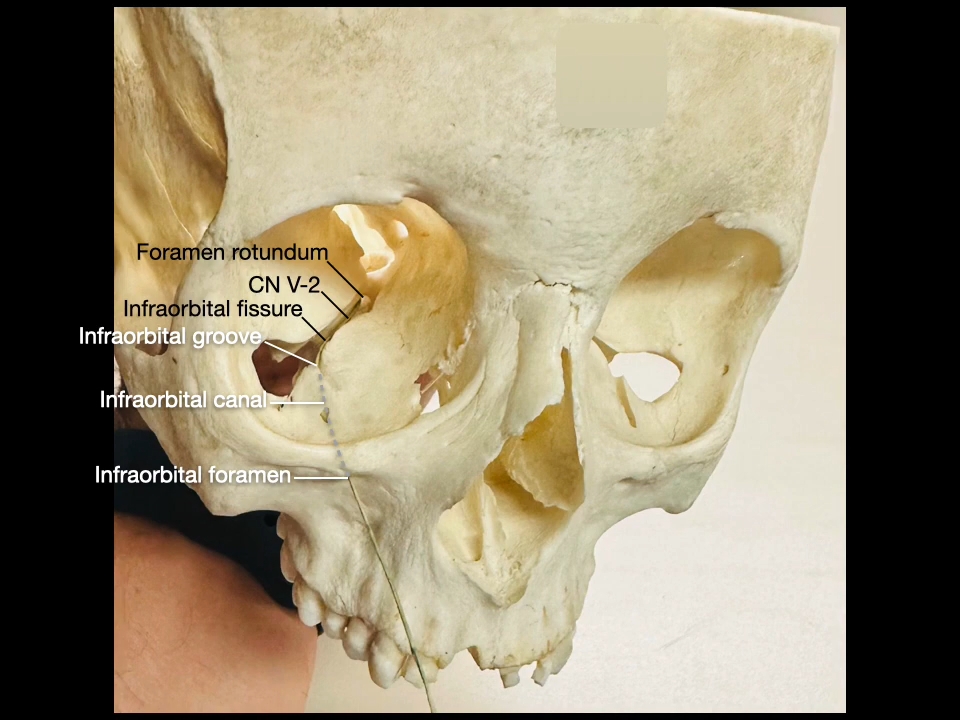 Foramen rotundum
CN V-2
Infraorbital fissure
Infraorbital groove
Infraorbital canal
Infraorbital foramen